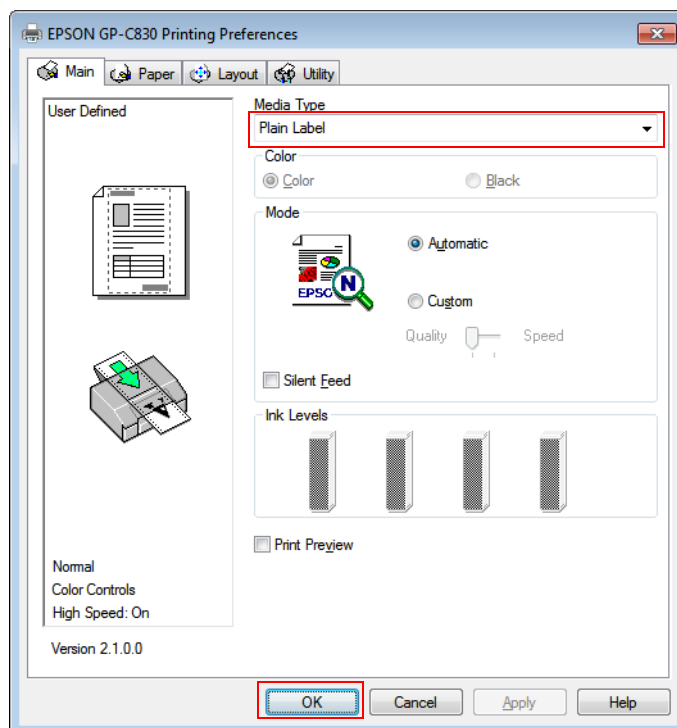 EPSON GP-C830 Printing Preferences
Main Paper Layout Utility
User Defined
Media Type
Plain Label
Color
Color Black
Mode
EPSO N
Automatic
Custom
Quality Speed
Silent Feed
Ink Levels
Print Preview
A
Normal
Color Controls
High Speed: On
Version 2.1.0.0
OK Cancel Apply Help